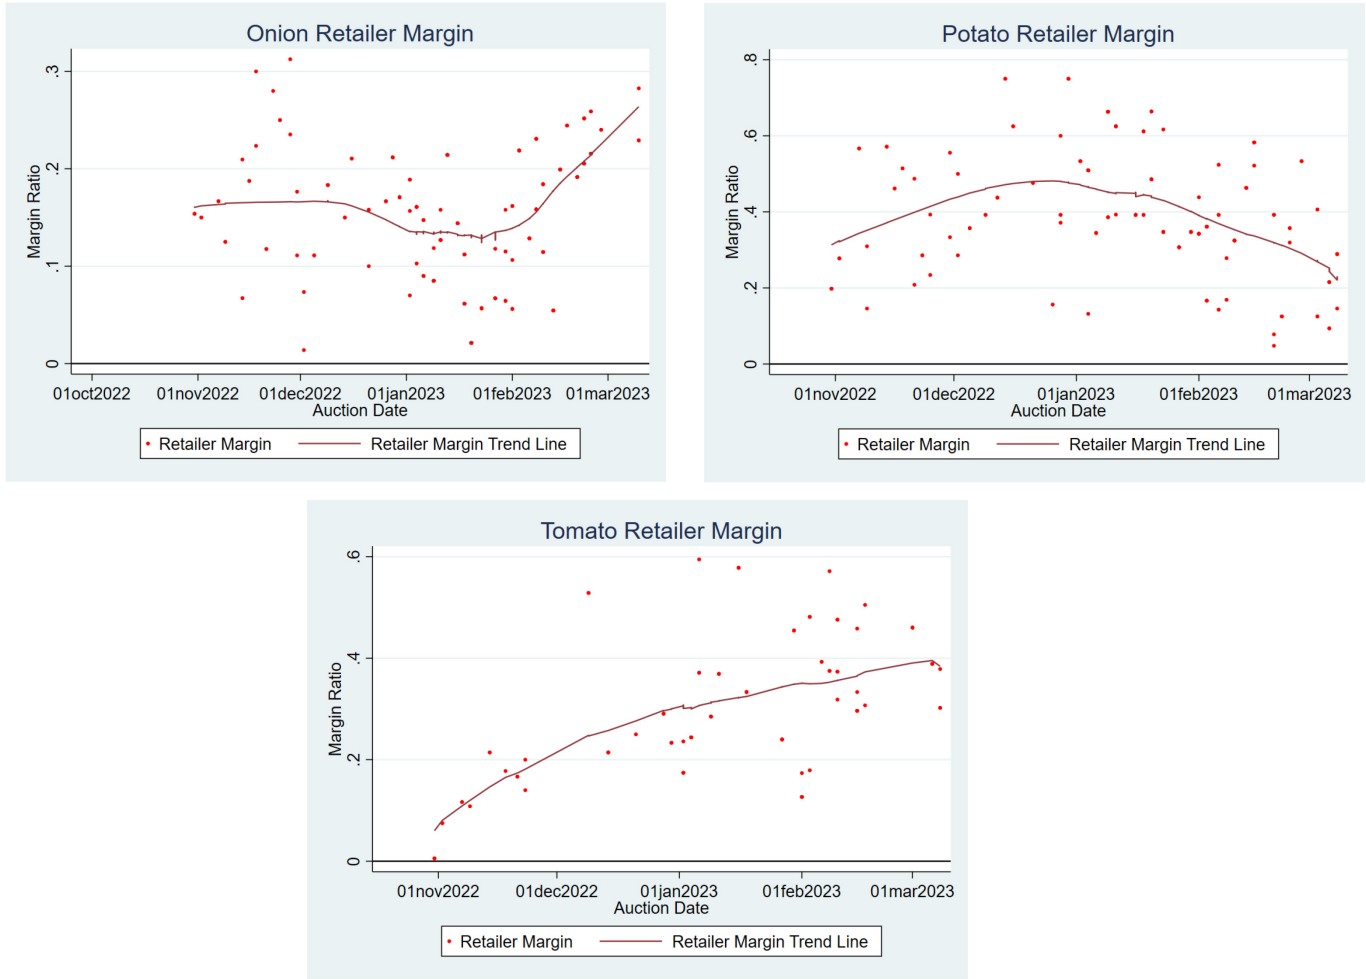 Onion Retailer Margin
Margin Ratio
.3
.2
.1
0
01oct2022 01nov2022 01dec2022 01jan2023 01feb2023 01mar2023
Auction Date
Retailer Margin Retailer Margin Trend Line
Potato Retailer Margin
Margin Ratio
.8
.6
.4
.2
0
01nov2022 01dec2022 01jan2023 01feb2023 01mar2023
Auction Date
Retailer Margin Retailer Margin Trend Line
Tomato Retailer Margin
Margin Ratio
.6
.4
.2
0
01nov2022 01dec2022 01jan2023 01feb2023 01mar2023
Auction Date
Retailer Margin Retailer Margin Trend Line